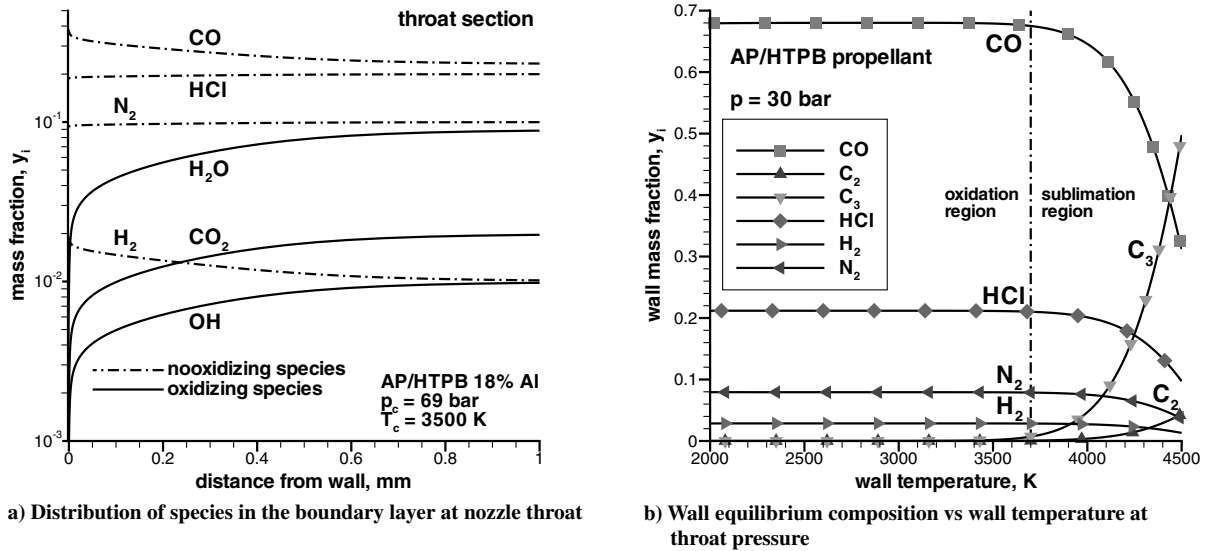 throat section
CO
HCl
N2
H2O
H2
CO2
OH
nooxidizing species
oxidizing species
AP/HTPB 18% Al
pc = 69 bar
Tc = 3500 K
mass fraction, yi
10-1
10-2
10-3
0 0.2 0.4 0.6 0.8 1
distance from wall, mm
a) Distribution of species in the boundary layer at nozzle throat
0.7
0.6
0.5
0.4
0.3
0.2
0.1
0
wall mass fraction, yi
CO
AP/HTPB propellant
p = 30 bar
CO
C2
C3
HCl
H2
N2
oxidation region
sublimation region
C3
HCl
N2
C2
H2
2000 2500 3000 3500 4000 4500
wall temperature, K
b) Wall equilibrium composition vs wall temperature at
throat pressure